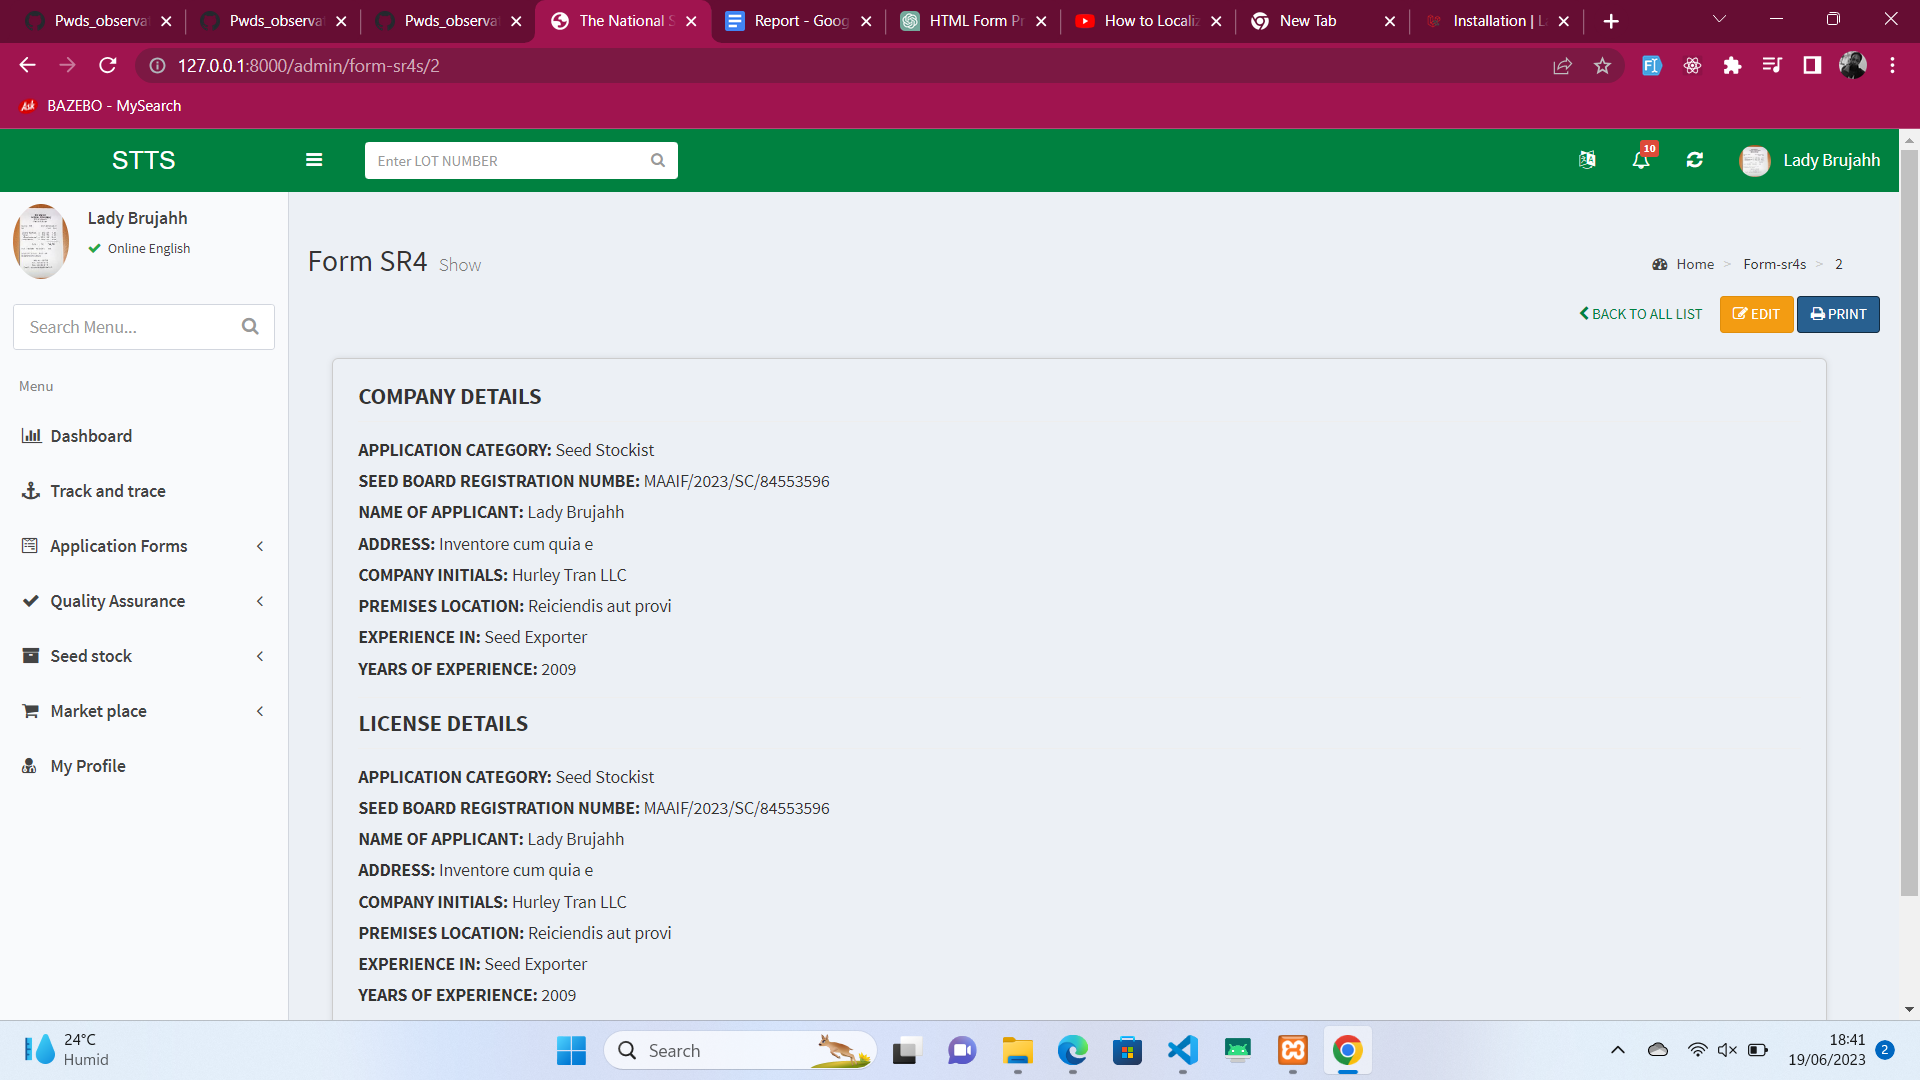 Pwds_observa
Pwds_observa
Pwds_observa
The National S
Report - Goog
HTML Form Pr
How to Localiz
New Tab
Installation | La
127.0.0.1:8000/admin/form-sr4s/2
Ask BAZEBO - MySearch
STTS
Enter LOT NUMBER
10
Lady Brujahh
Lady Brujahh
Online English
Search Menu...
Menu
Dashboard
Track and trace
Application Forms
Quality Assurance
Seed stock
Market place
My Profile
Form SR4 Show
Home > Form-sr4s > 2
BACK TO ALL LIST
EDIT
PRINT
COMPANY DETAILS
APPLICATION CATEGORY: Seed Stockist
SEED BOARD REGISTRATION NUMBE: MAAIF/2023/SC/84553596
NAME OF APPLICANT: Lady Brujahh
ADDRESS: Inventore cum quia e
COMPANY INITIALS: Hurley Tran LLC
PREMISES LOCATION: Reiciendis aut provi
EXPERIENCE IN: Seed Exporter
YEARS OF EXPERIENCE: 2009
LICENSE DETAILS
APPLICATION CATEGORY: Seed Stockist
SEED BOARD REGISTRATION NUMBE: MAAIF/2023/SC/84553596
NAME OF APPLICANT: Lady Brujahh
ADDRESS: Inventore cum quia e
COMPANY INITIALS: Hurley Tran LLC
PREMISES LOCATION: Reiciendis aut provi
EXPERIENCE IN: Seed Exporter
YEARS OF EXPERIENCE: 2009
24°C
Humid
Search
18:41
19/06/2023
2